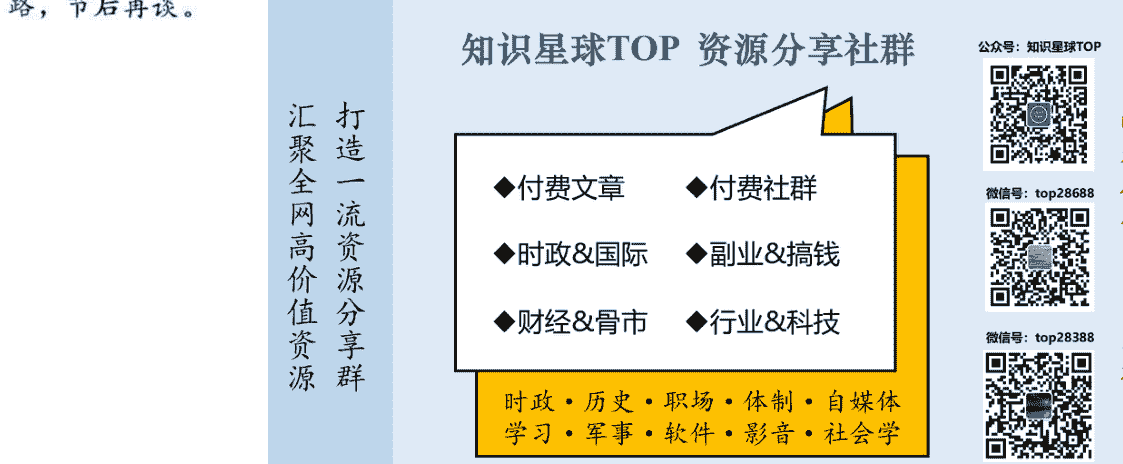 路，节后再谈。
知识星球TOP 资源分享社群
打造一流资源分享群
汇聚全网高价值资源
◆付费文章 ◆付费社群
◆时政&国际 ◆副业&搞钱
◆财经&骨市 ◆行业&科技
时政·历史·职场·体制·自媒体
学习·军事·软件·影音·社会学
公众号：知识星球TOP
微信号：top28688
微信号：top28388